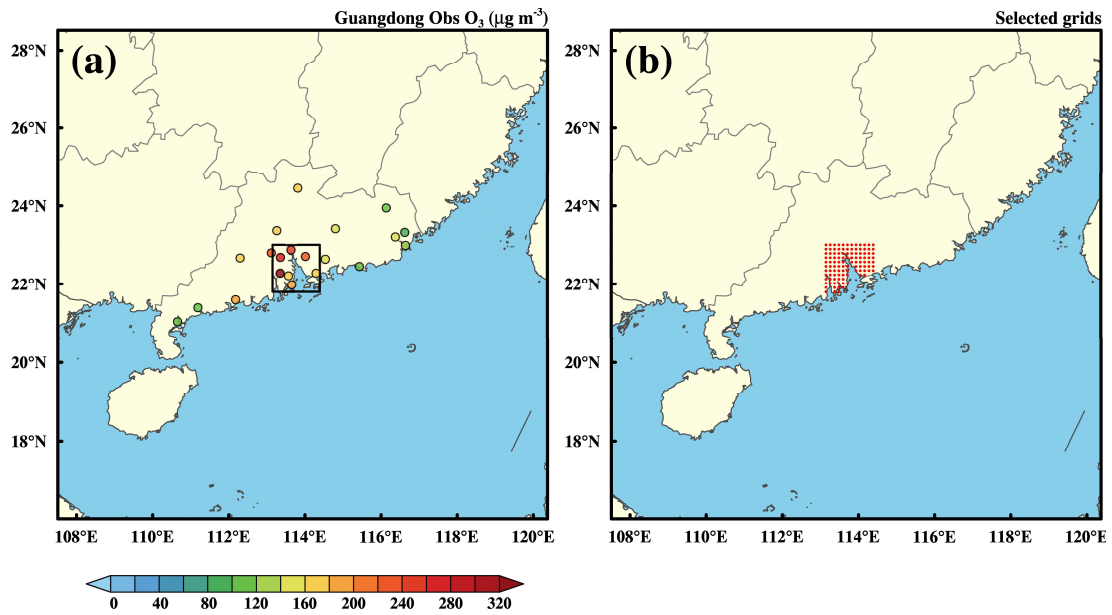 Guangdong Obs O3 (μg m-3)
Selected grids
(a)
(b)
28°N
26°N
24°N
22°N
20°N
18°N
28°N
26°N
24°N
22°N
20°N
18°N
108°E 110°E 112°E 114°E 116°E 118°E 120°E
108°E 110°E 112°E 114°E 116°E 118°E 120°E
0 40 80 120 160 200 240 280 320